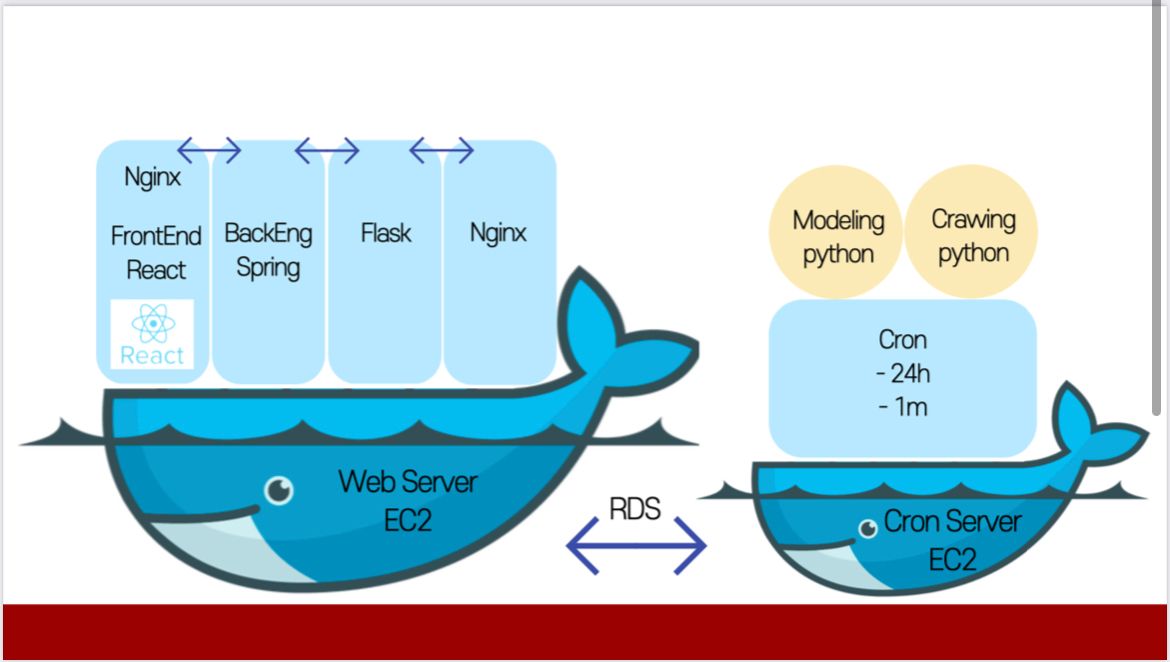 Nginx
FrontEnd
React
React
BackEng
Spring
Flask
Nginx
Web Server
EC2
RDS
Modeling
python
Crawing
python
Cron
- 24h
- 1m
Cron Server
EC2